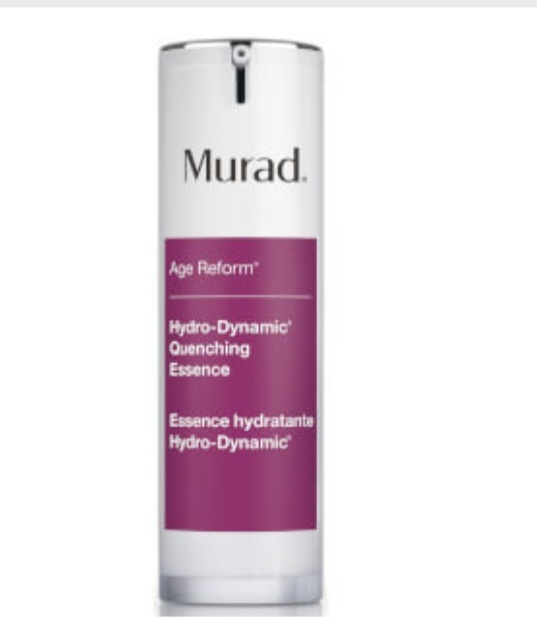 Murad.
Age Reform®
Hydro-Dynamic®
Quenching
Essence
Essence hydratante
Hydro-Dynamic®